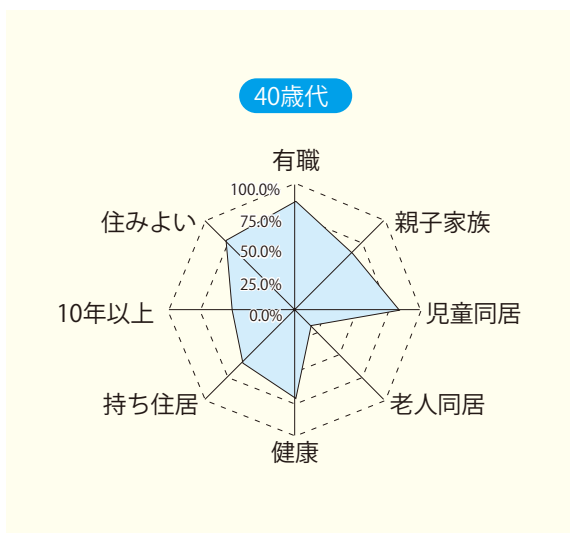 40歳代
有職
100.0%
住みよい
75.0%
親子家族
50.0%
25.0%
10年以上
0.0%
児童同居
持ち住居
老人同居
健康